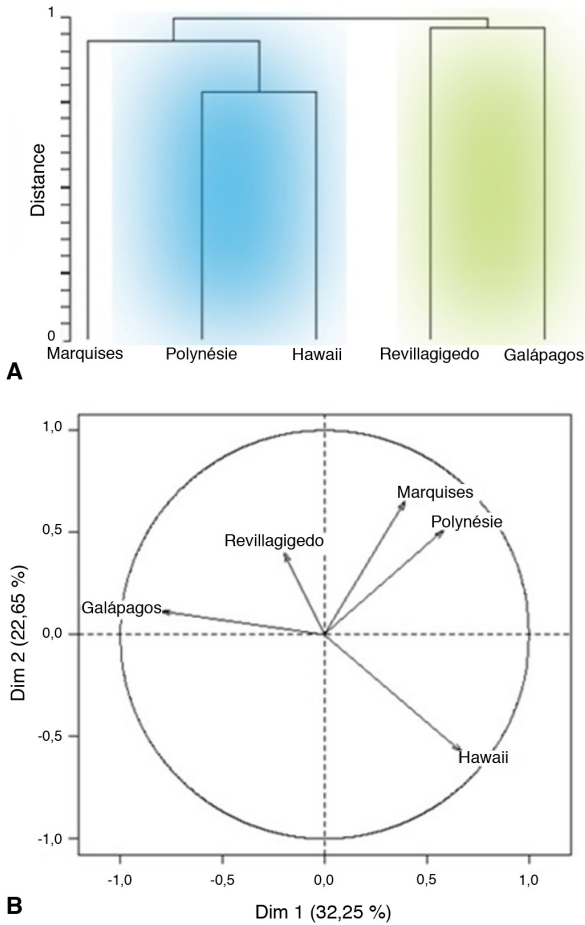 1
Distance
0
Marquises Polynésie Hawaii Revillagigedo Galápagos
A
1,0
Marquises
Polynésie
0,5
Revillagigedo
Galápagos
0,0
Dim 2 (22,65 %)
-0,5
Hawaii
-1,0
-1,0 -0,5 0,0 0,5 1,0
B
Dim 1 (32,25 %)